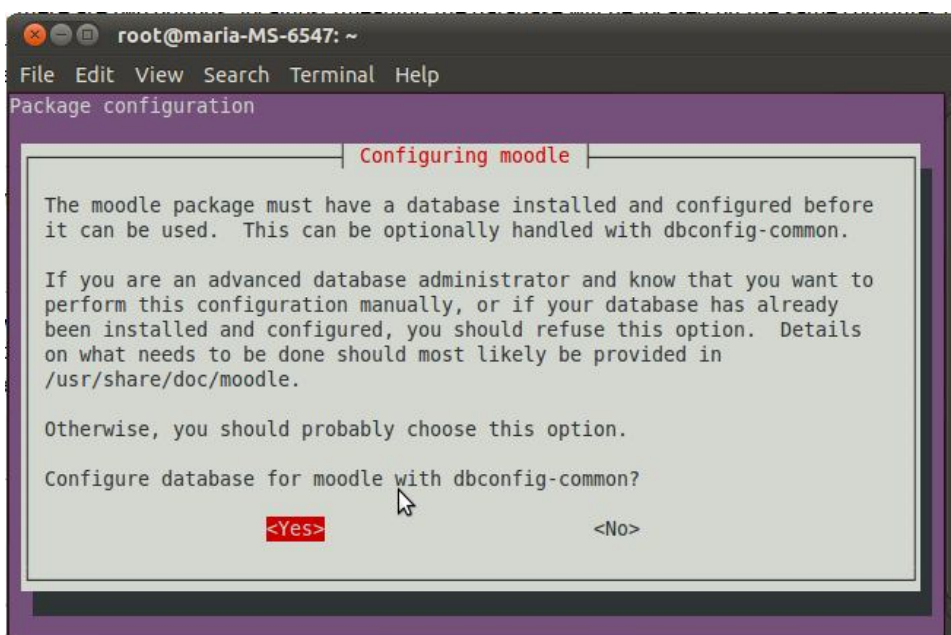 root@maria-MS-6547: ~
File Edit View Search Terminal Help
Package configuration
Configuring moodle
The moodle package must have a database installed and configured before
it can be used.  This can be optionally handled with dbconfig-common.
If you are an advanced database administrator and know that you want to
perform this configuration manually, or if your database has already
been installed and configured, you should refuse this option.  Details
on what needs to be done should most likely be provided in
/usr/share/doc/moodle.
Otherwise, you should probably choose this option.
Configure database for moodle with dbconfig-common?
<Yes> <No>